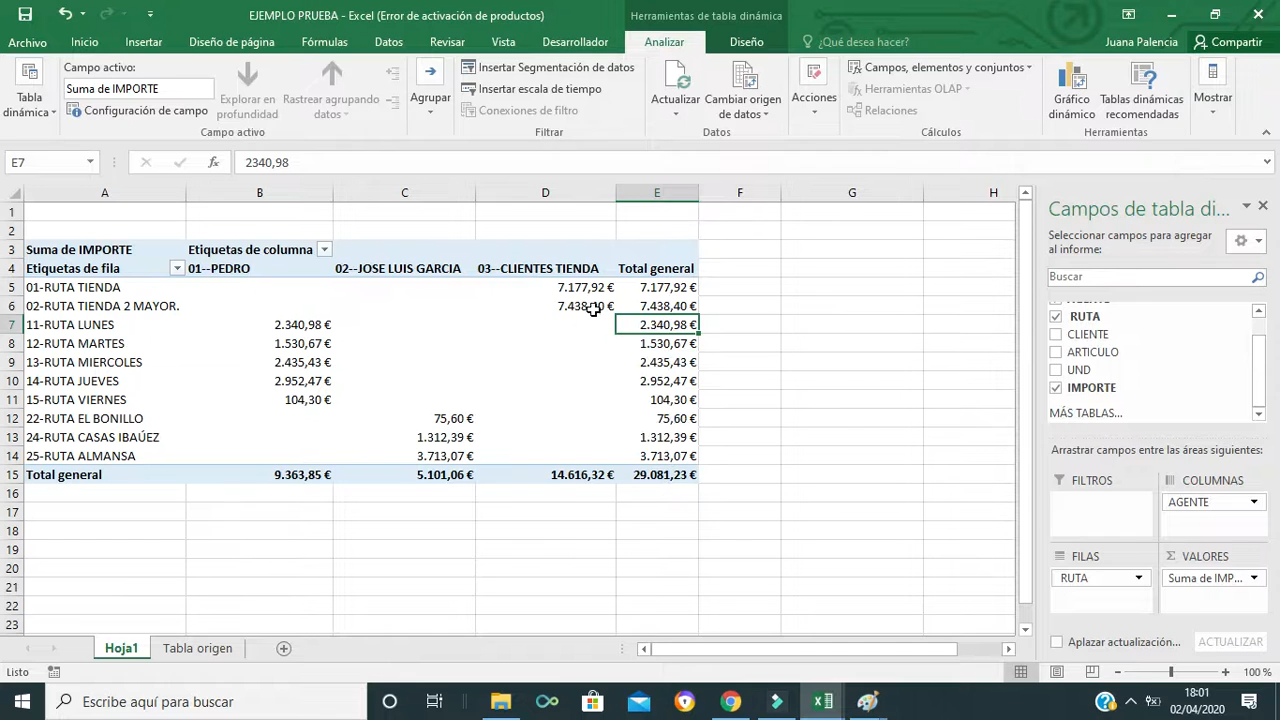 EJEMPLO PRUEBA - Excel (Error de activación de productos)
Herramientas de tabla dinámica
Archivo Inicio Insertar Diseño de página Fórmulas Datos Revisar Vista Desarrollador Analizar Diseño ¿Qué desea hacer? Juana Palencia Compartir
Tabla dinámica
Campo activo:
Suma de IMPORTE
Configuración de campo
Explorar en profundidad
Rastrear agrupando datos
Campo activo
Agrupar
Insertar Segmentación de datos
Insertar escala de tiempo
Conexiones de filtro
Filtrar
Actualizar
Cambiar origen de datos
Datos
Acciones
Campos, elementos y conjuntos
Herramientas OLAP
Relaciones
Cálculos
Gráfico dinámico
Tablas dinámicas recomendadas
Herramientas
Mostrar
E7 fx 2340,98
A B C D E F G H
1
2
3 Suma de IMPORTE Etiquetas de columna
4 Etiquetas de fila 01--PEDRO 02--JOSE LUIS GARCIA 03--CLIENTES TIENDA Total general
5 01-RUTA TIENDA 7.177,92 € 7.177,92 €
6 02-RUTA TIENDA 2 MAYOR. 7.438,40 € 7.438,40 €
7 11-RUTA LUNES 2.340,98 € 2.340,98 €
8 12-RUTA MARTES 1.530,67 € 1.530,67 €
9 13-RUTA MIERCOLES 2.435,43 € 2.435,43 €
10 14-RUTA JUEVES 2.952,47 € 2.952,47 €
11 15-RUTA VIERNES 104,30 € 104,30 €
12 22-RUTA EL BONILLO 75,60 € 75,60 €
13 24-RUTA CASAS IBAÚEZ 1.312,39 € 1.312,39 €
14 25-RUTA ALMANSA 3.713,07 € 3.713,07 €
15 Total general 9.363,85 € 5.101,06 € 14.616,32 € 29.081,23 €
16
17
18
19
20
21
22
23
Campos de tabla di...
Seleccionar campos para agregar al informe:
Buscar
AGENTE
RUTA
CLIENTE
ARTICULO
UND
IMPORTE
MÁS TABLAS...
Arrastrar campos entre las áreas siguientes:
FILTROS COLUMNAS
AGENTE
FILAS Σ VALORES
RUTA Suma de IMP...
Aplazar actualización... ACTUALIZAR
Hoja1 Tabla origen
Listo 100 %
Escribe aquí para buscar
18:01
02/04/2020